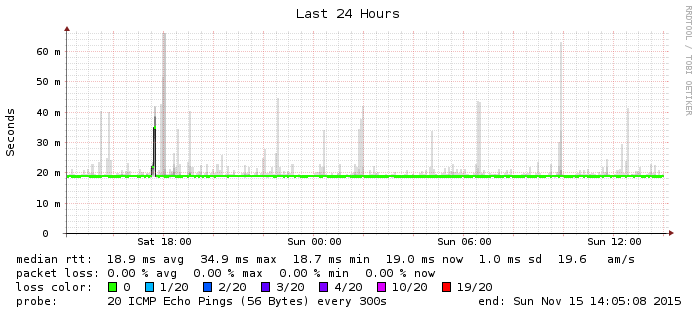 Last 24 Hours
RRDTOOL / TOBI OETIKER
Seconds
60 m
50 m
40 m
30 m
20 m
10 m
0
Sat 18:00 Sun 00:00 Sun 06:00 Sun 12:00
median rtt: 18.9 ms avg 34.9 ms max 18.7 ms min 19.0 ms now 1.0 ms sd 19.6 am/s
packet loss: 0.00 % avg 0.00 % max 0.00 % min 0.00 % now
loss color: 0 1/20 2/20 3/20 4/20 10/20 19/20
probe: 20 ICMP Echo Pings (56 Bytes) every 300s end: Sun Nov 15 14:05:08 2015